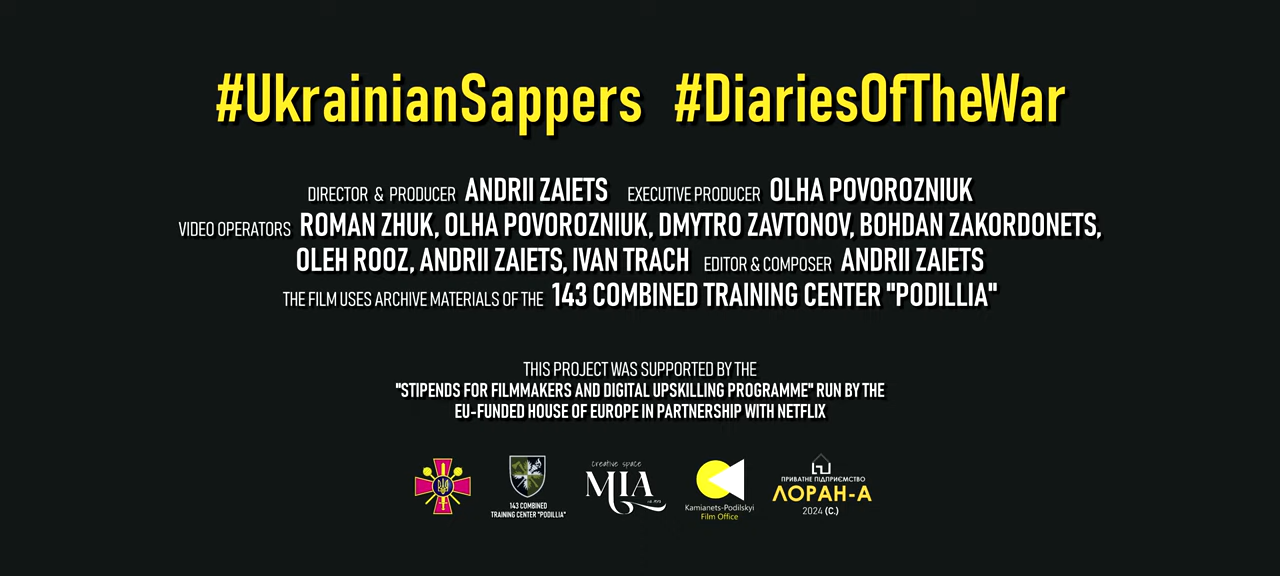 #UkrainianSappers #DiariesOfTheWar
DIRECTOR & PRODUCER ANDRII ZAIETS EXECUTIVE PRODUCER OLHA POVOROZNIUK
VIDEO OPERATORS ROMAN ZHUK, OLHA POVOROZNIUK, DMYTRO ZAVTONOV, BOHDAN ZAKORDONETS,
OLEH ROOZ, ANDRII ZAIETS, IVAN TRACH EDITOR & COMPOSER ANDRII ZAIETS
THE FILM USES ARCHIVE MATERIALS OF THE 143 COMBINED TRAINING CENTER "PODILLIA"
THIS PROJECT WAS SUPPORTED BY THE
"STIPENDS FOR FILMMAKERS AND DIGITAL UPSKILLING PROGRAMME" RUN BY THE
EU-FUNDED HOUSE OF EUROPE IN PARTNERSHIP WITH NETFLIX
143 COMBINED
TRAINING CENTER "PODILLIA"
creative space
MIA
Kamianets-Podilskyi
Film Office
ПРИВАТНЕ ПІДПРИЄМСТВО
ЛОРАН-А
2024 (C.)